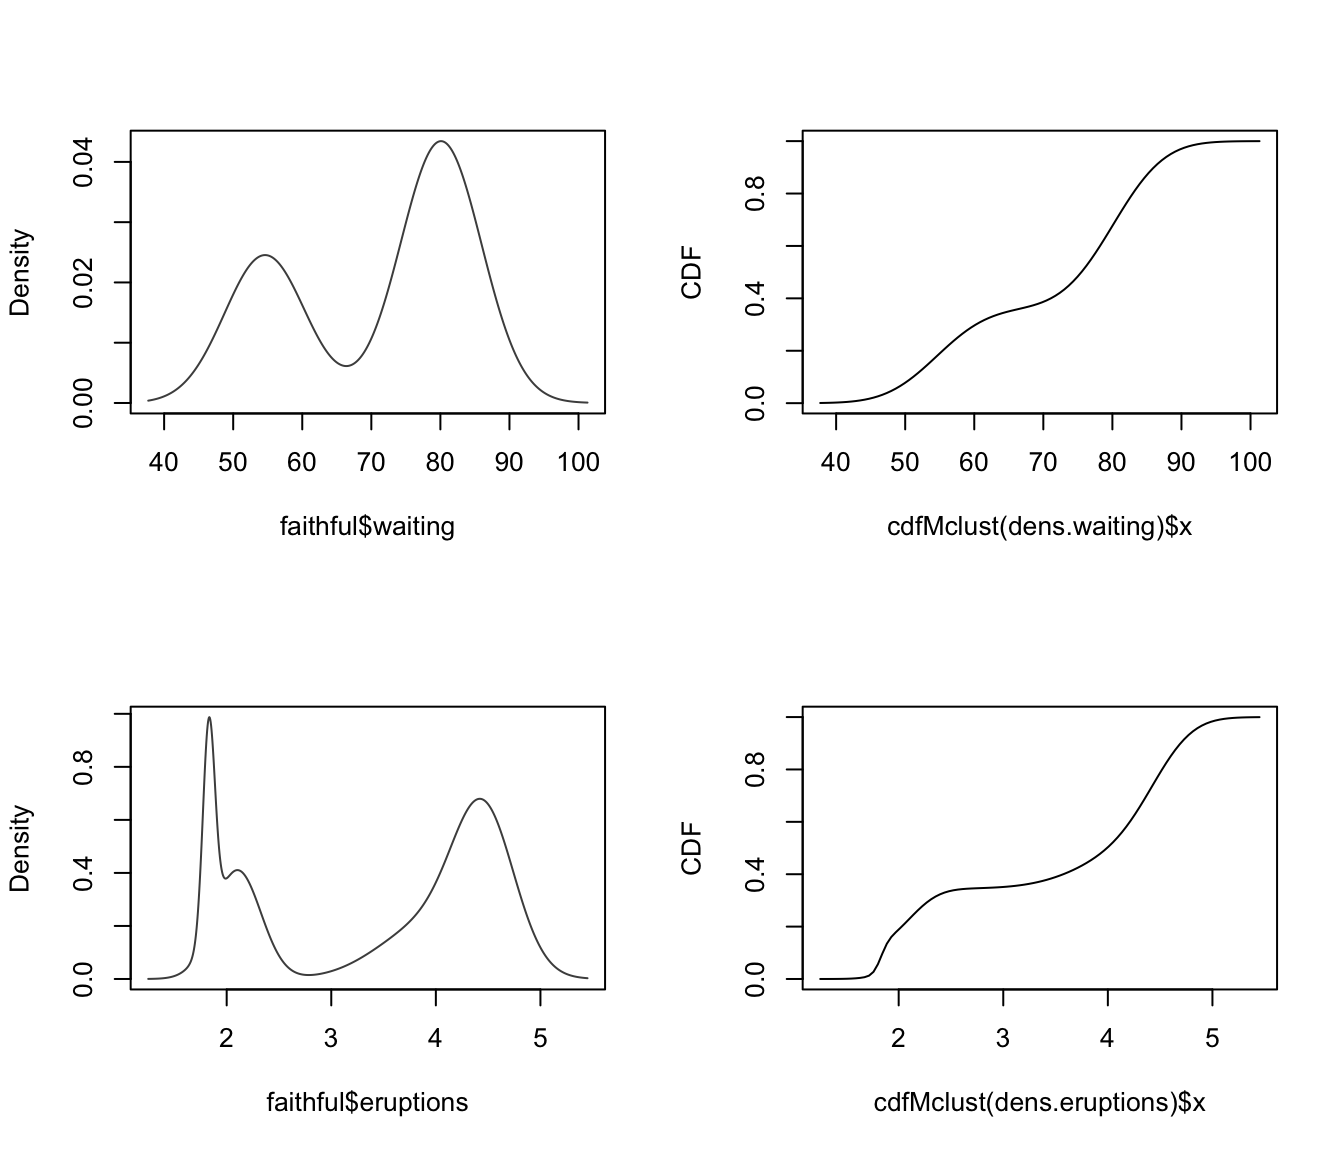 Density
0.00 0.02 0.04
40 50 60 70 80 90 100
faithful$waiting
CDF
0.0 0.4 0.8
40 50 60 70 80 90 100
cdfMclust(dens.waiting)$x
Density
0.0 0.4 0.8
2 3 4 5
faithful$eruptions
CDF
0.0 0.4 0.8
2 3 4 5
cdfMclust(dens.eruptions)$x